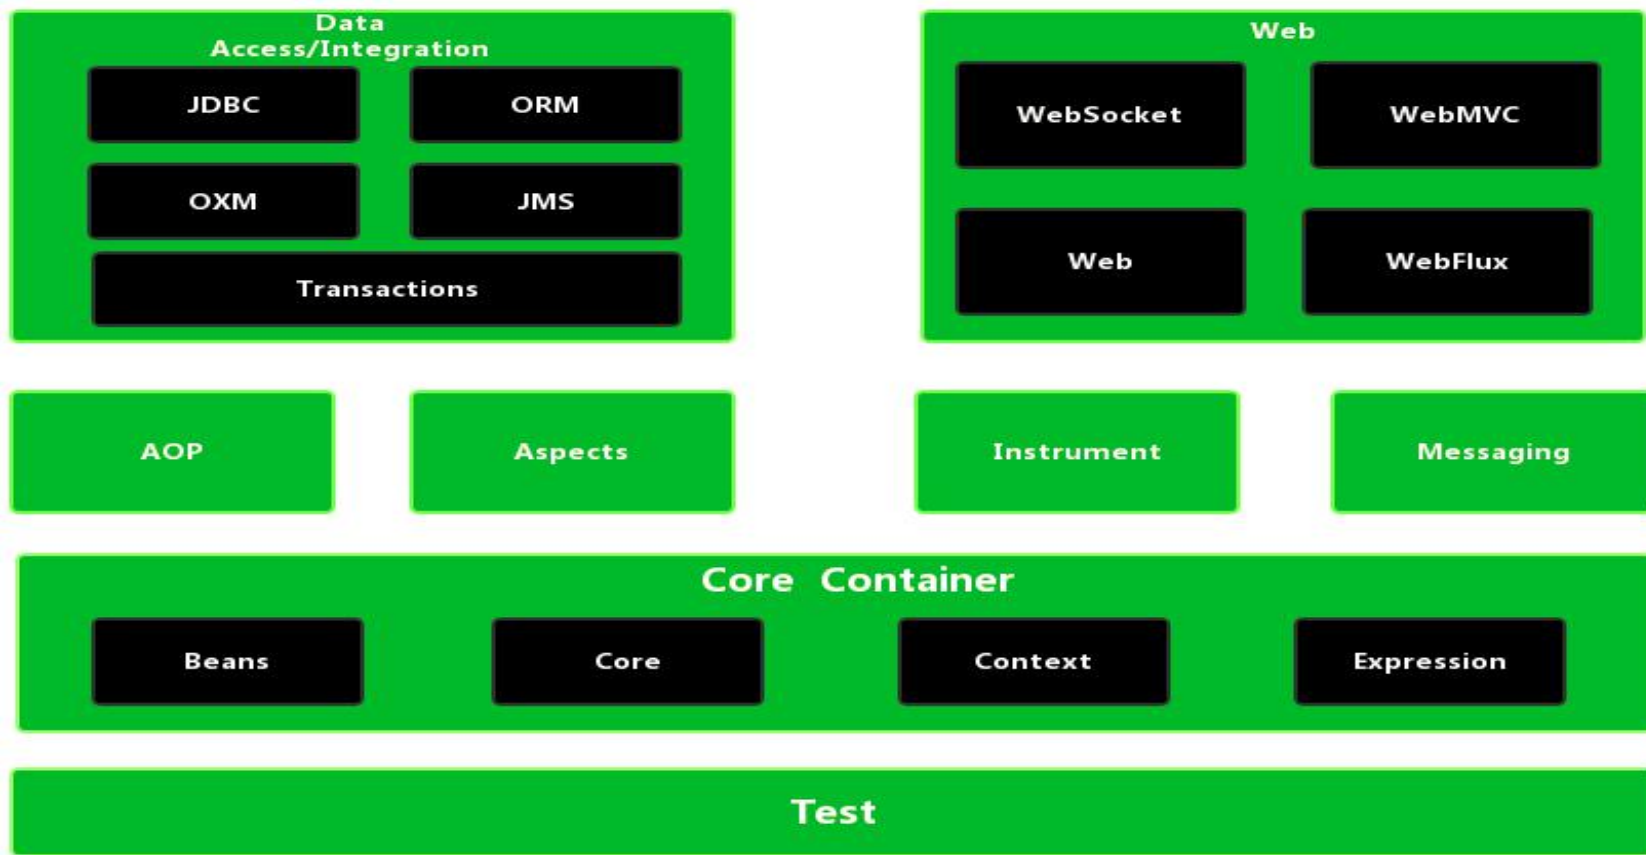 Data
Access/Integration
JDBC
ORM
OXM
JMS
Transactions
Web
WebSocket
WebMVC
Web
WebFlux
AOP
Aspects
Instrument
Messaging
Core Container
Beans
Core
Context
Expression
Test